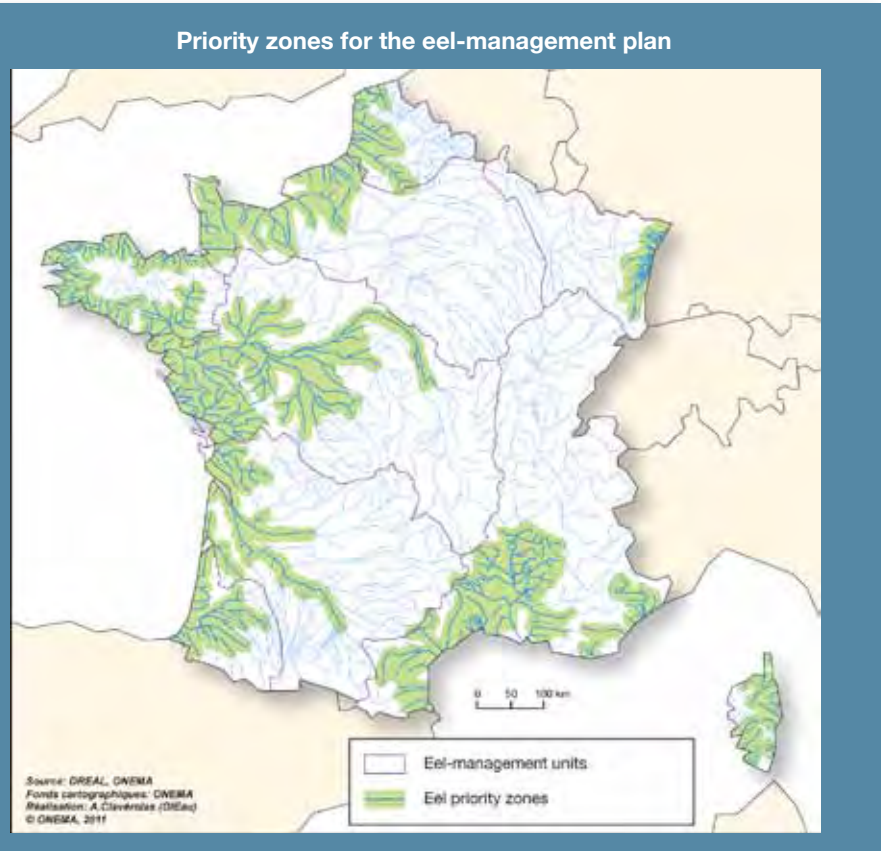 Priority zones for the eel-management plan
0 50 100 km
Eel-management units
Eel priority zones
Source: DREAL, ONEMA
Fonds cartographiques: ONEMA
Réalisation: A.Clavérolas (OIEau)
© ONEMA, 2011